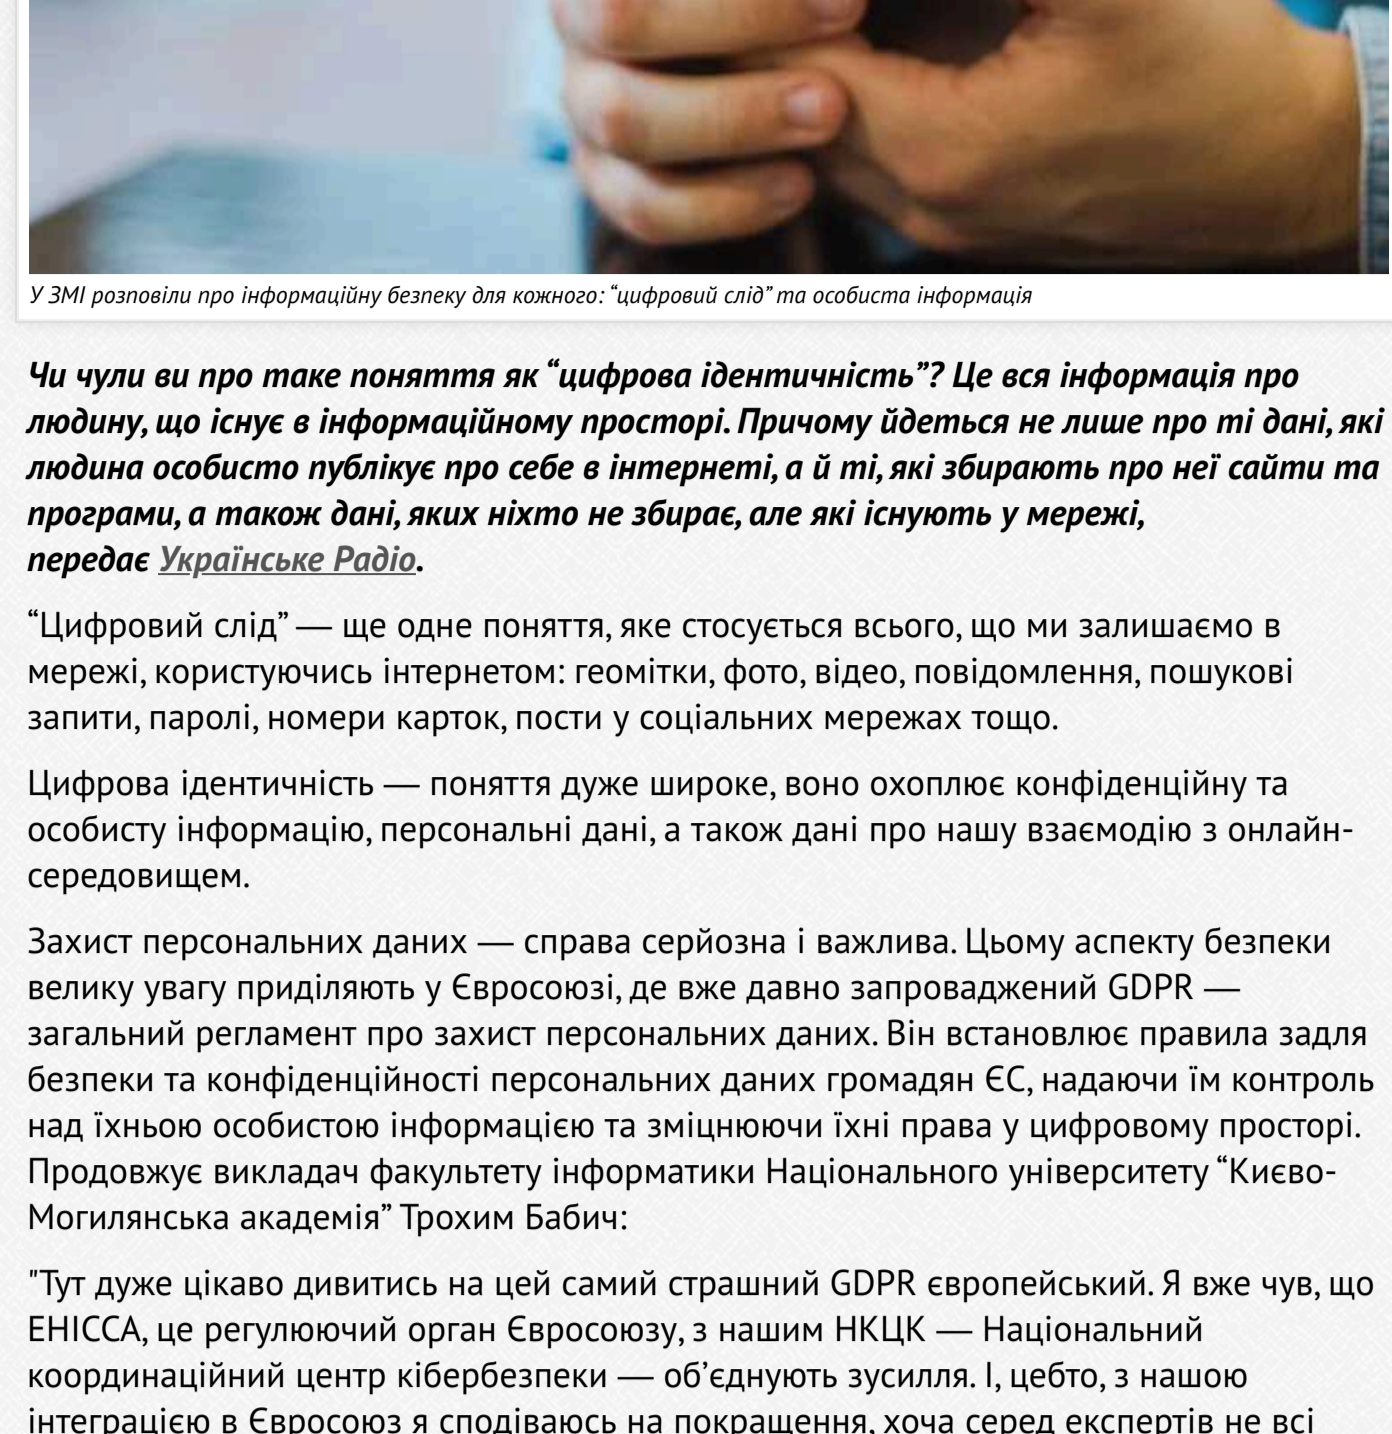 У ЗМІ розповіли про інформаційну безпеку для кожного: “цифровий слід” та особиста інформація
Чи чули ви про таке поняття як “цифрова ідентичність”? Це вся інформація про
людину, що існує в інформаційному просторі. Причому йдеться не лише про ті дані, які
людина особисто публікує про себе в інтернеті, а й ті, які збирають про неї сайти та
програми, а також дані, яких ніхто не збирає, але які існують у мережі,
передає Українське Радіо.
“Цифровий слід” — ще одне поняття, яке стосується всього, що ми залишаємо в
мережі, користуючись інтернетом: геомітки, фото, відео, повідомлення, пошукові
запити, паролі, номери карток, пости у соціальних мережах тощо.
Цифрова ідентичність — поняття дуже широке, воно охоплює конфіденційну та
особисту інформацію, персональні дані, а також дані про нашу взаємодію з онлайн-
середовищем.
Захист персональних даних — справа серйозна і важлива. Цьому аспекту безпеки
велику увагу приділяють у Євросоюзі, де вже давно запроваджений GDPR —
загальний регламент про захист персональних даних. Він встановлює правила задля
безпеки та конфіденційності персональних даних громадян ЄС, надаючи їм контроль
над їхньою особистою інформацією та зміцнюючи їхні права у цифровому просторі.
Продовжує викладач факультету інформатики Національного університету “Києво-
Могилянська академія” Трохим Бабич:
"Тут дуже цікаво дивитись на цей самий страшний GDPR європейський. Я вже чув, що
ЕНІССА, це регулюючий орган Євросоюзу, з нашим НКЦК — Національний
координаційний центр кібербезпеки — об’єднують зусилля. І, цебто, з нашою
інтеграцією в Євросоюз я сподіваюсь на покращення, хоча серед експертів не всі